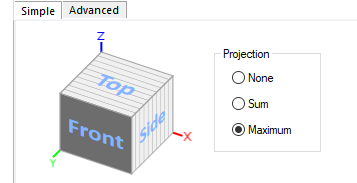 Simple Advanced
Z
Top
Front
Side
X
Y
Projection
None
Sum
Maximum